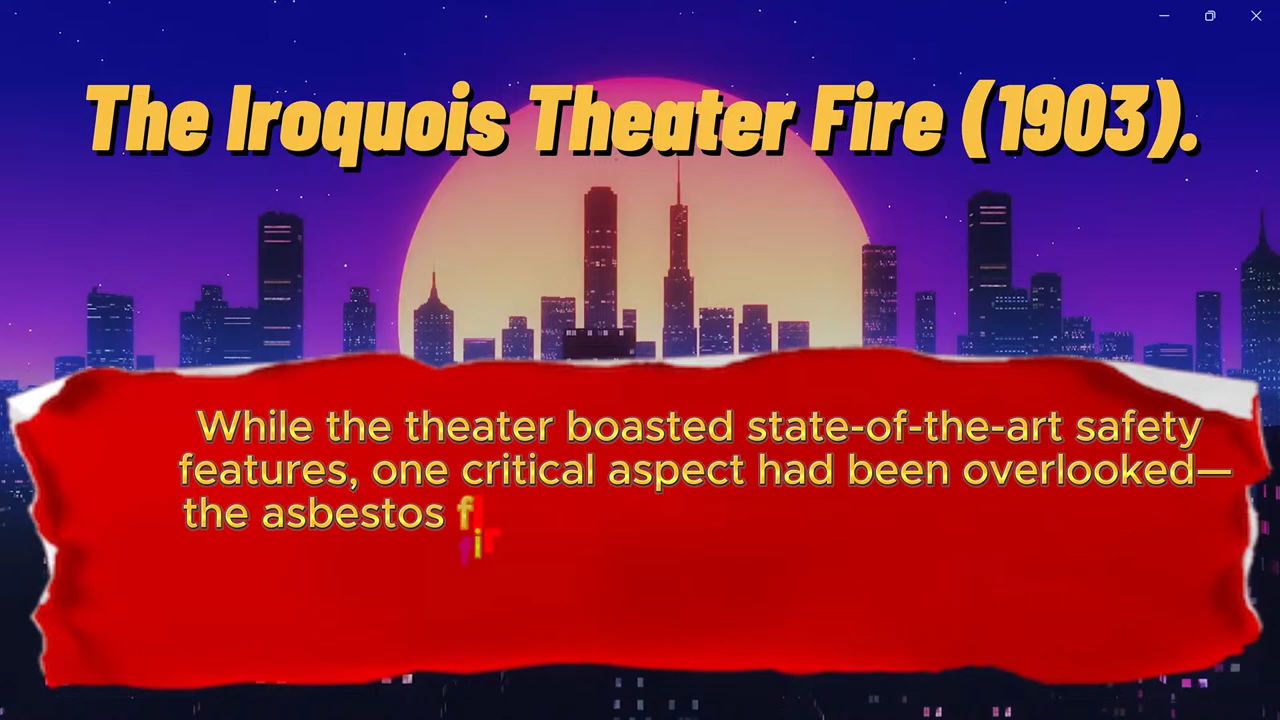 The Iroquois Theater Fire (1903).
While the theater boasted state-of-the-art safety
features, one critical aspect had been overlooked—
the asbestos